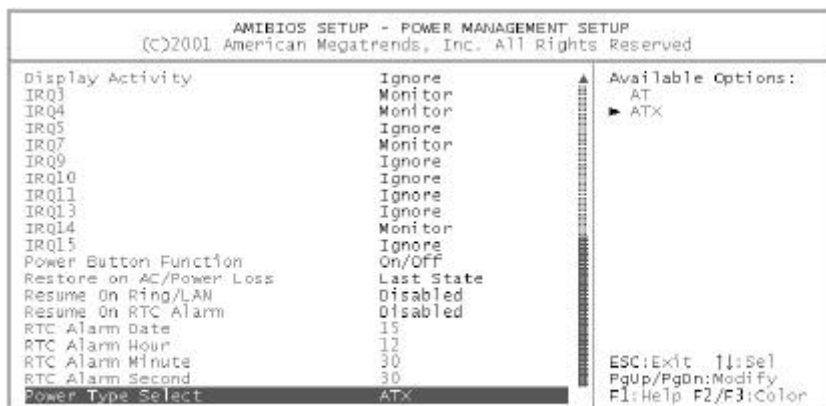 AMIBIOS SETUP - POWER MANAGEMENT SETUP
(C)2001 American Megatrends, Inc. All Rights Reserved
Display Activity Ignore
IRQ3 Monitor
IRQ4 Monitor
IRQ5 Ignore
IRQ7 Monitor
IRQ9 Ignore
IRQ10 Ignore
IRQ11 Ignore
IRQ13 Ignore
IRQ14 Monitor
IRQ15 Ignore
Power Button Function On/Off
Restore on AC/Power Loss Last State
Resume On Ring/LAN Disabled
Resume On RTC Alarm Disabled
RTC Alarm Date 15
RTC Alarm Hour 12
RTC Alarm Minute 30
RTC Alarm Second 30
Power Type Select ATX
Available Options:
AT
► ATX
ESC:Exit ↑↓:Sel
PgUp/PgDn:Modify
F1:Help F2/F3:Color